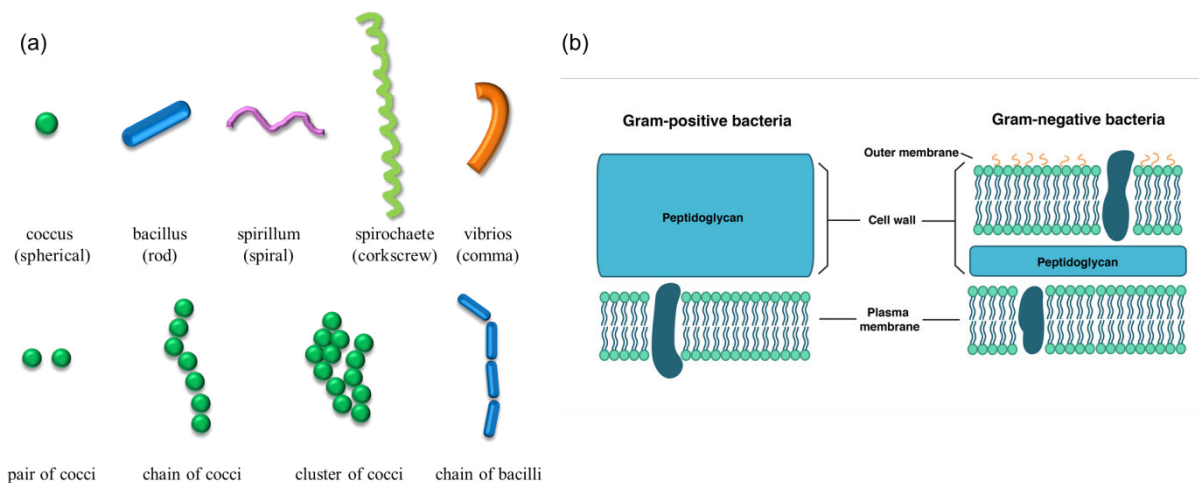 (a)
coccus
(spherical)
bacillus
(rod)
spirillum
(spiral)
spirochaete
(corkscrew)
vibrios
(comma)
pair of cocci
chain of cocci
cluster of cocci
chain of bacilli
(b)
Gram-positive bacteria
Gram-negative bacteria
Outer membrane
Peptidoglycan
Cell wall
Peptidoglycan
Plasma
membrane